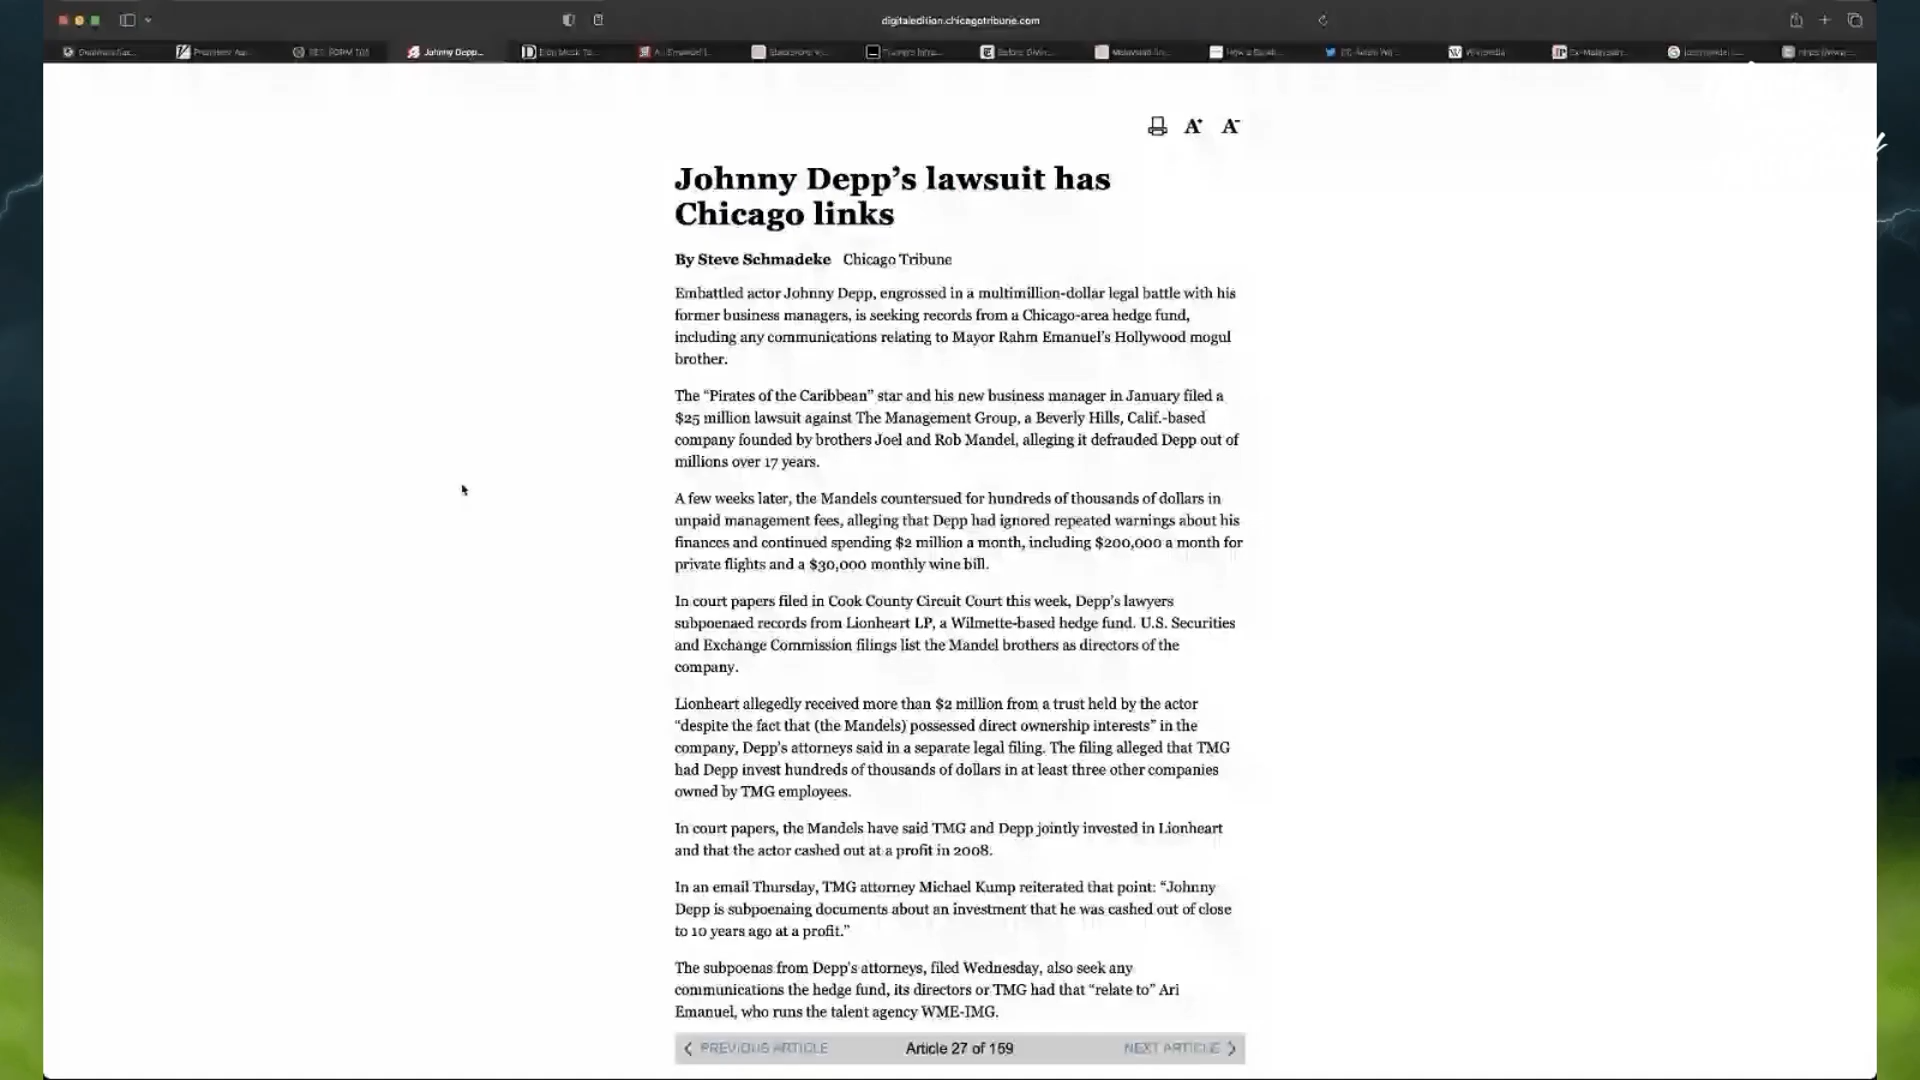 digitaledition.chicagotribune.com
Johnny Depp...
Wikipedia
A+ A-
Johnny Depp’s lawsuit has
Chicago links
By Steve Schmadeke Chicago Tribune
Embattled actor Johnny Depp, engrossed in a multimillion-dollar legal battle with his
former business managers, is seeking records from a Chicago-area hedge fund,
including any communications relating to Mayor Rahm Emanuel’s Hollywood mogul
brother.
The “Pirates of the Caribbean” star and his new business manager in January filed a
$25 million lawsuit against The Management Group, a Beverly Hills, Calif.-based
company founded by brothers Joel and Rob Mandel, alleging it defrauded Depp out of
millions over 17 years.
A few weeks later, the Mandels countersued for hundreds of thousands of dollars in
unpaid management fees, alleging that Depp had ignored repeated warnings about his
finances and continued spending $2 million a month, including $200,000 a month for
private flights and a $30,000 monthly wine bill.
In court papers filed in Cook County Circuit Court this week, Depp’s lawyers
subpoenaed records from Lionheart LP, a Wilmette-based hedge fund. U.S. Securities
and Exchange Commission filings list the Mandel brothers as directors of the
company.
Lionheart allegedly received more than $2 million from a trust held by the actor
“despite the fact that (the Mandels) possessed direct ownership interests” in the
company, Depp’s attorneys said in a separate legal filing. The filing alleged that TMG
had Depp invest hundreds of thousands of dollars in at least three other companies
owned by TMG employees.
In court papers, the Mandels have said TMG and Depp jointly invested in Lionheart
and that the actor cashed out at a profit in 2008.
In an email Thursday, TMG attorney Michael Kump reiterated that point: “Johnny
Depp is subpoenaing documents about an investment that he was cashed out of close
to 10 years ago at a profit.”
The subpoenas from Depp’s attorneys, filed Wednesday, also seek any
communications the hedge fund, its directors or TMG had that “relate to” Ari
Emanuel, who runs the talent agency WME-IMG.
PREVIOUS ARTICLE Article 27 of 159 NEXT ARTICLE